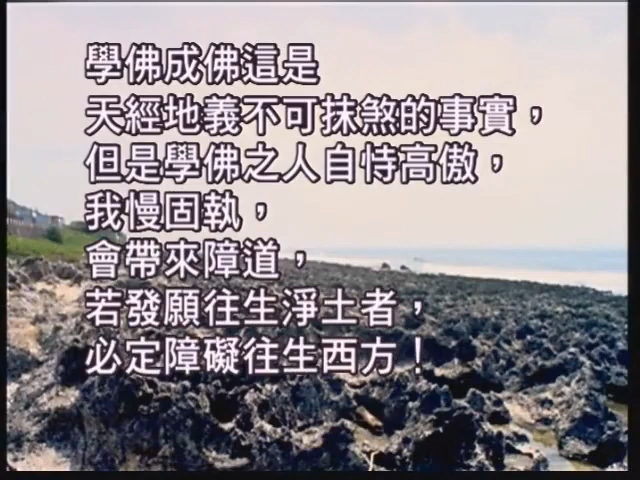 學佛成佛這是
天經地義不可抹煞的事實，
但是學佛之人自恃高傲，
我慢固執，
會帶來障道，
若發願往生淨土者，
必定障礙往生西方！